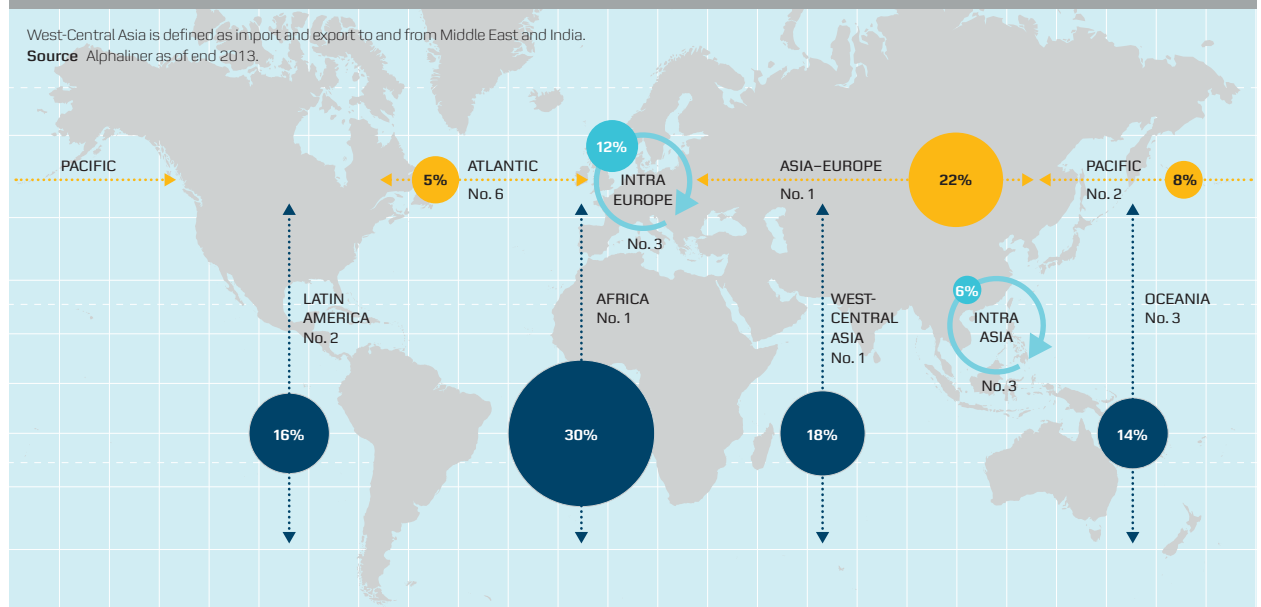 West-Central Asia is defined as import and export to and from Middle East and India.
Source Alphaliner as of end 2013.
PACIFIC
5%
ATLANTIC
No. 6
12%
INTRA
EUROPE
No. 3
ASIA–EUROPE
No. 1
22%
PACIFIC
No. 2
8%
LATIN
AMERICA
No. 2
16%
AFRICA
No. 1
30%
WEST-
CENTRAL
ASIA
No. 1
18%
6%
INTRA
ASIA
No. 3
OCEANIA
No. 3
14%